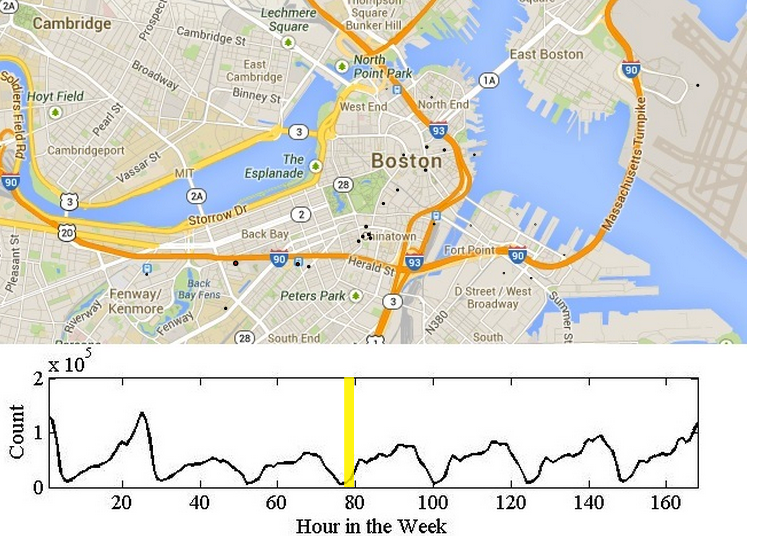 2A
Cambridge
Prospec
Lechmere
Square
Thompson
Square /
Bunker Hill
Square
Cambridge St
East Boston
North
Point Park
Broadway
East
Cambridge
Binney St
1A
90
Soldiers Field Rd
Hoyt Field
Pearl St
West End
North End
93
3
Cambridgeport
Vassar St
MIT
The
Esplanade
Boston
Massachusetts Turnpike
90
3
2A
28
20
Storrow Dr
2
Back Bay
Chinatown
90
Herald St
93
Fort Point
90
Pleasant St
Fenway/
Kenmore
Back
Bay Fens
Peters Park
3
D Street / West
Broadway
Summer St
Riverway
Fenway
28
South End
N380
South
1
x 10^5
2
1
0
Count
20 40 60 80 100 120 140 160
Hour in the Week